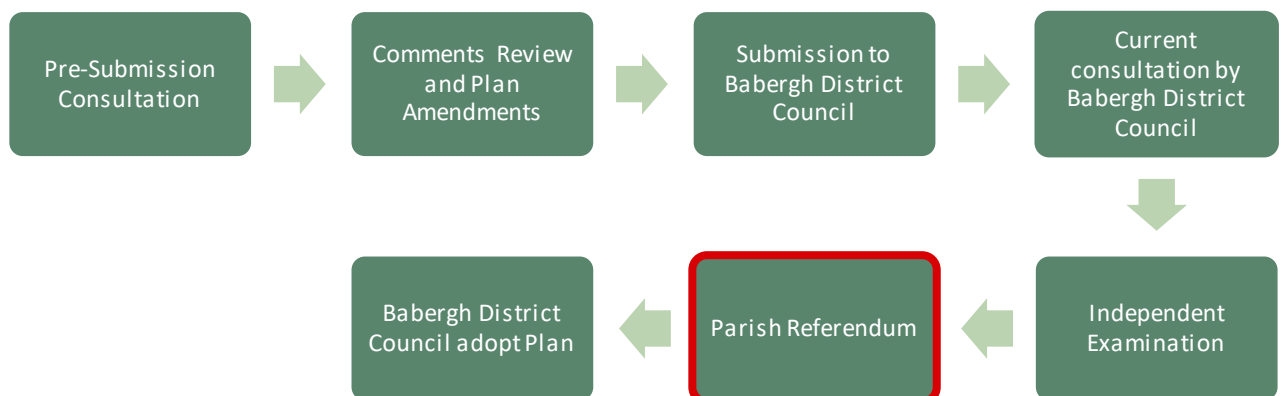 Pre-Submission
Consultation
Comments Review
and Plan
Amendments
Submission to
Babergh District
Council
Current
consultation by
Babergh District
Council
Independent
Examination
Parish Referendum
Babergh District
Council adopt Plan